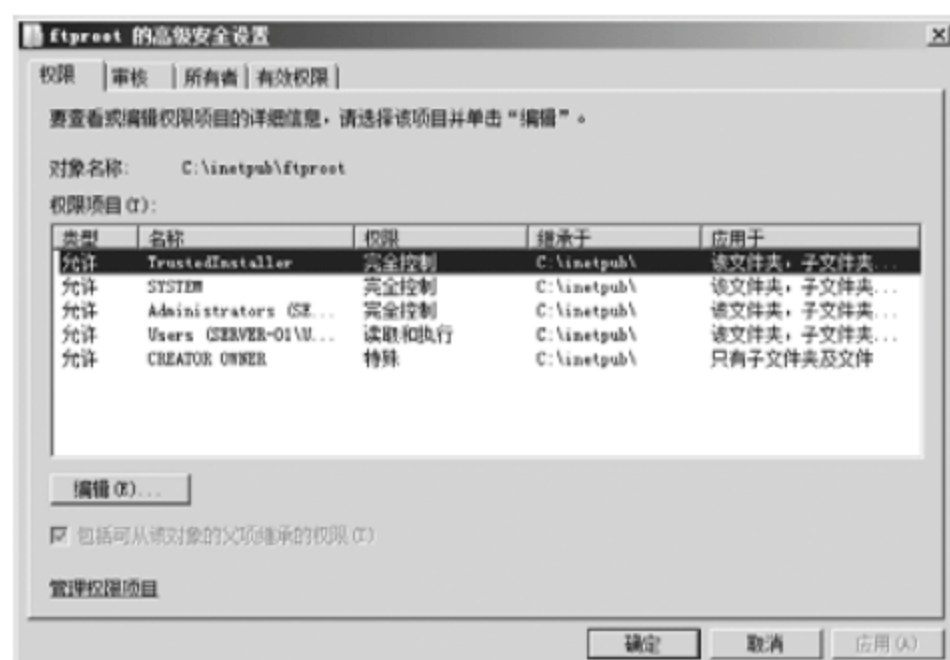 ftproot 的高级安全设置
权限 审核 所有者 有效权限
要查看或编辑权限项目的详细信息，请选择该项目并单击“编辑”。
对象名称: C:\inetpub\ftproot
权限项目(T):
类型 名称 权限 继承于 应用于
允许 TrustedInstaller 完全控制 C:\inetpub\ 该文件夹，子文件夹...
允许 SYSTEM 完全控制 C:\inetpub\ 该文件夹，子文件夹...
允许 Administrators (SE... 完全控制 C:\inetpub\ 该文件夹，子文件夹...
允许 Users (SERVER-01\U... 读取和执行 C:\inetpub\ 该文件夹，子文件夹...
允许 CREATOR OWNER 特殊 C:\inetpub\ 只有子文件夹及文件
编辑(E)...
包括可从该对象的父项继承的权限(I)
管理权限项目
确定 取消 应用(A)